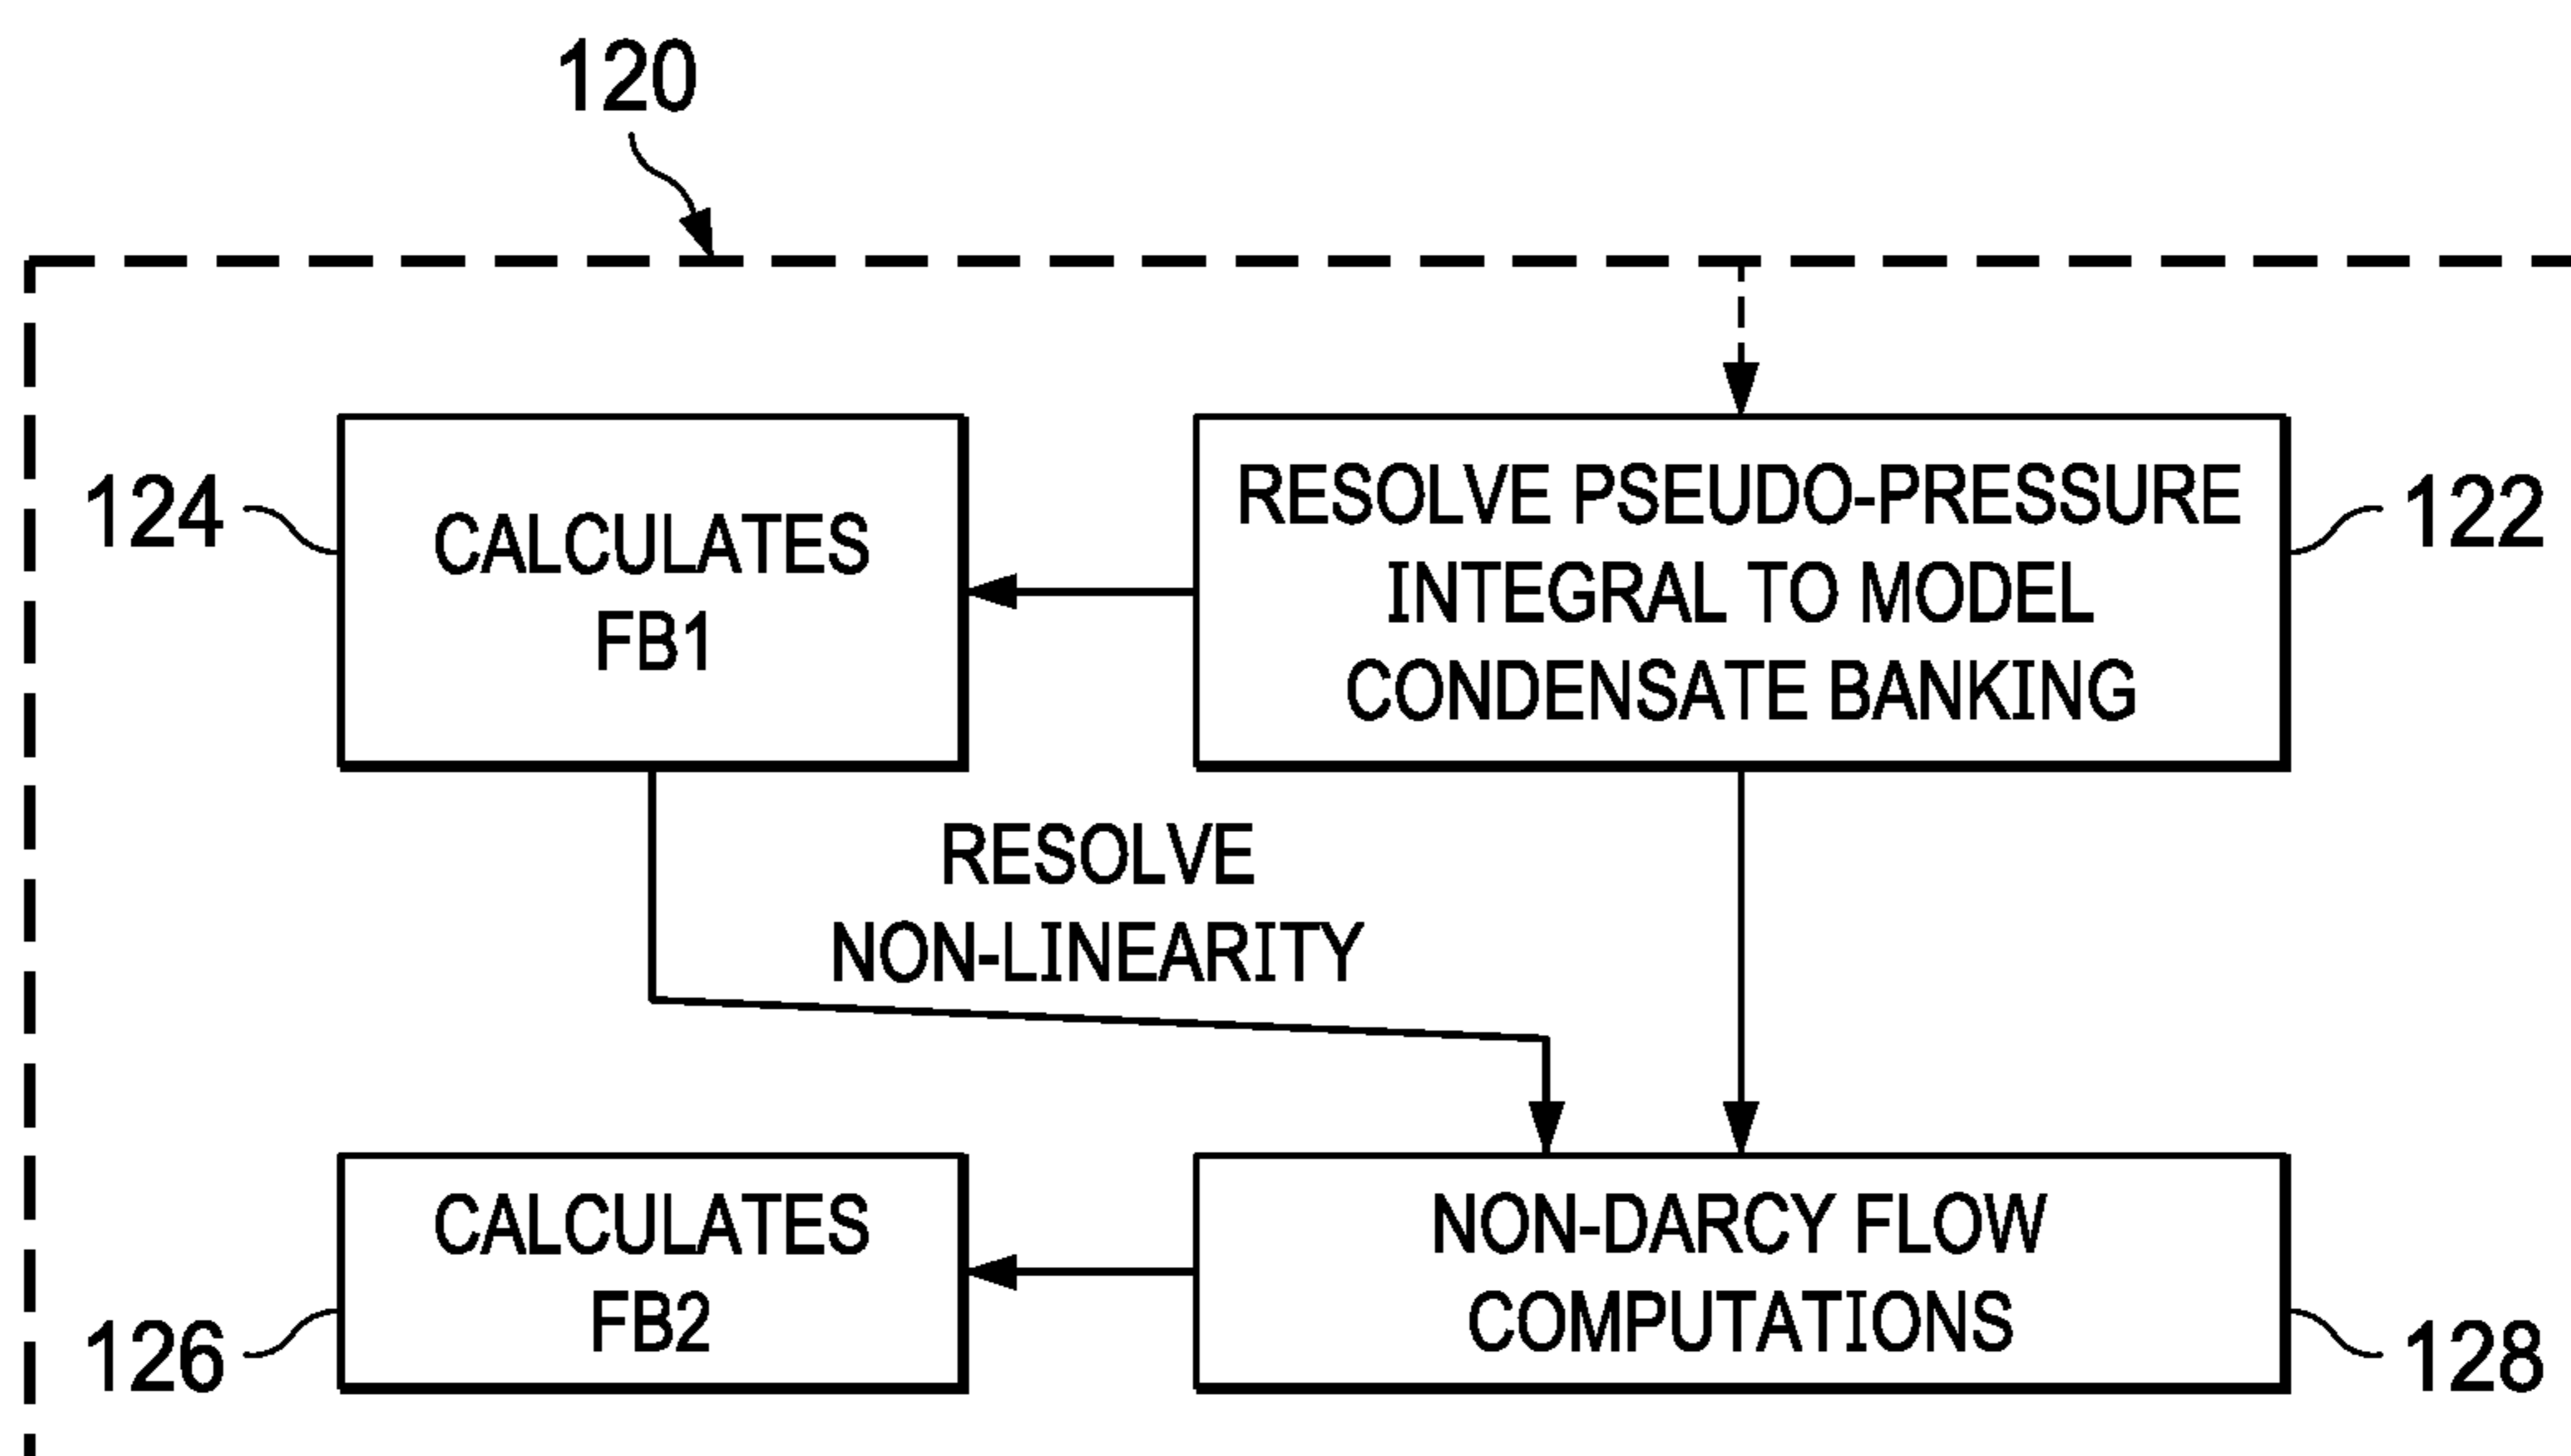 120
124
CALCULATES
FB1
RESOLVE PSEUDO-PRESSURE
INTEGRAL TO MODEL
CONDENSATE BANKING
122
RESOLVE
NON-LINEARITY
126
CALCULATES
FB2
NON-DARCY FLOW
COMPUTATIONS
128